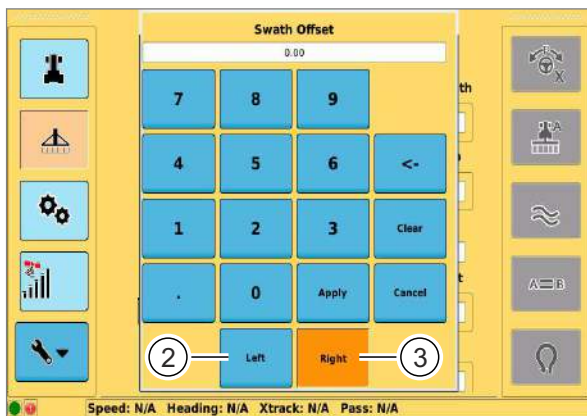 Swath Offset
0.00
7 8 9
th
4 5 6 <-
1 2 3 Clear
t
. 0 Apply Cancel
A=B
2 Left Right 3
Speed: N/A Heading: N/A Xtrack: N/A Pass: N/A